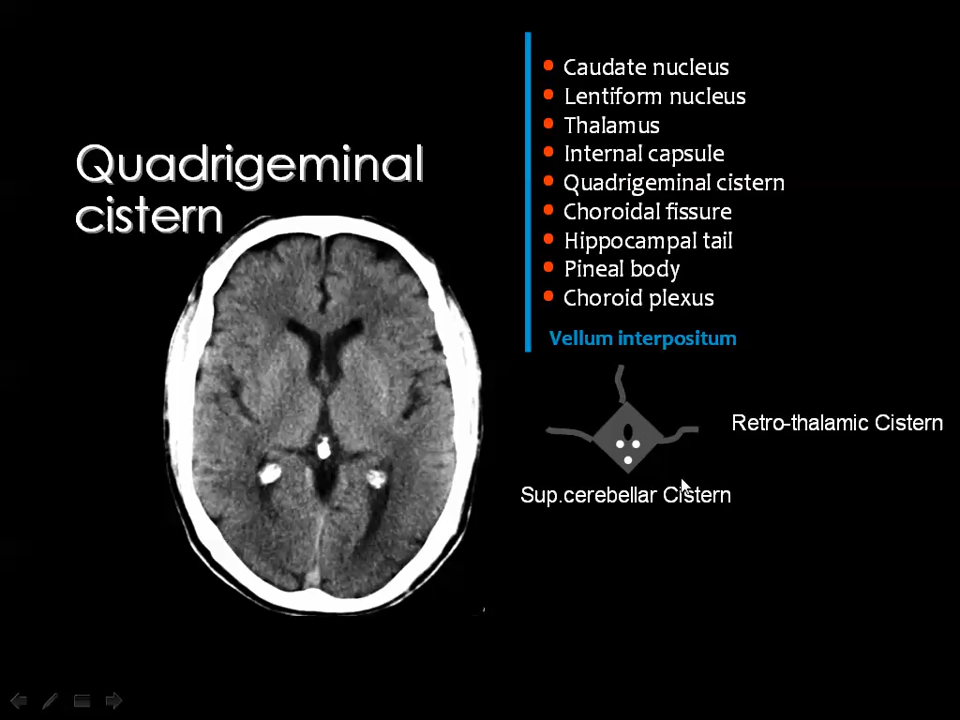 Quadrigeminal
cistern
Caudate nucleus
Lentiform nucleus
Thalamus
Internal capsule
Quadrigeminal cistern
Choroidal fissure
Hippocampal tail
Pineal body
Choroid plexus
Vellum interpositum
Retro-thalamic Cistern
Sup.cerebellar Cistern